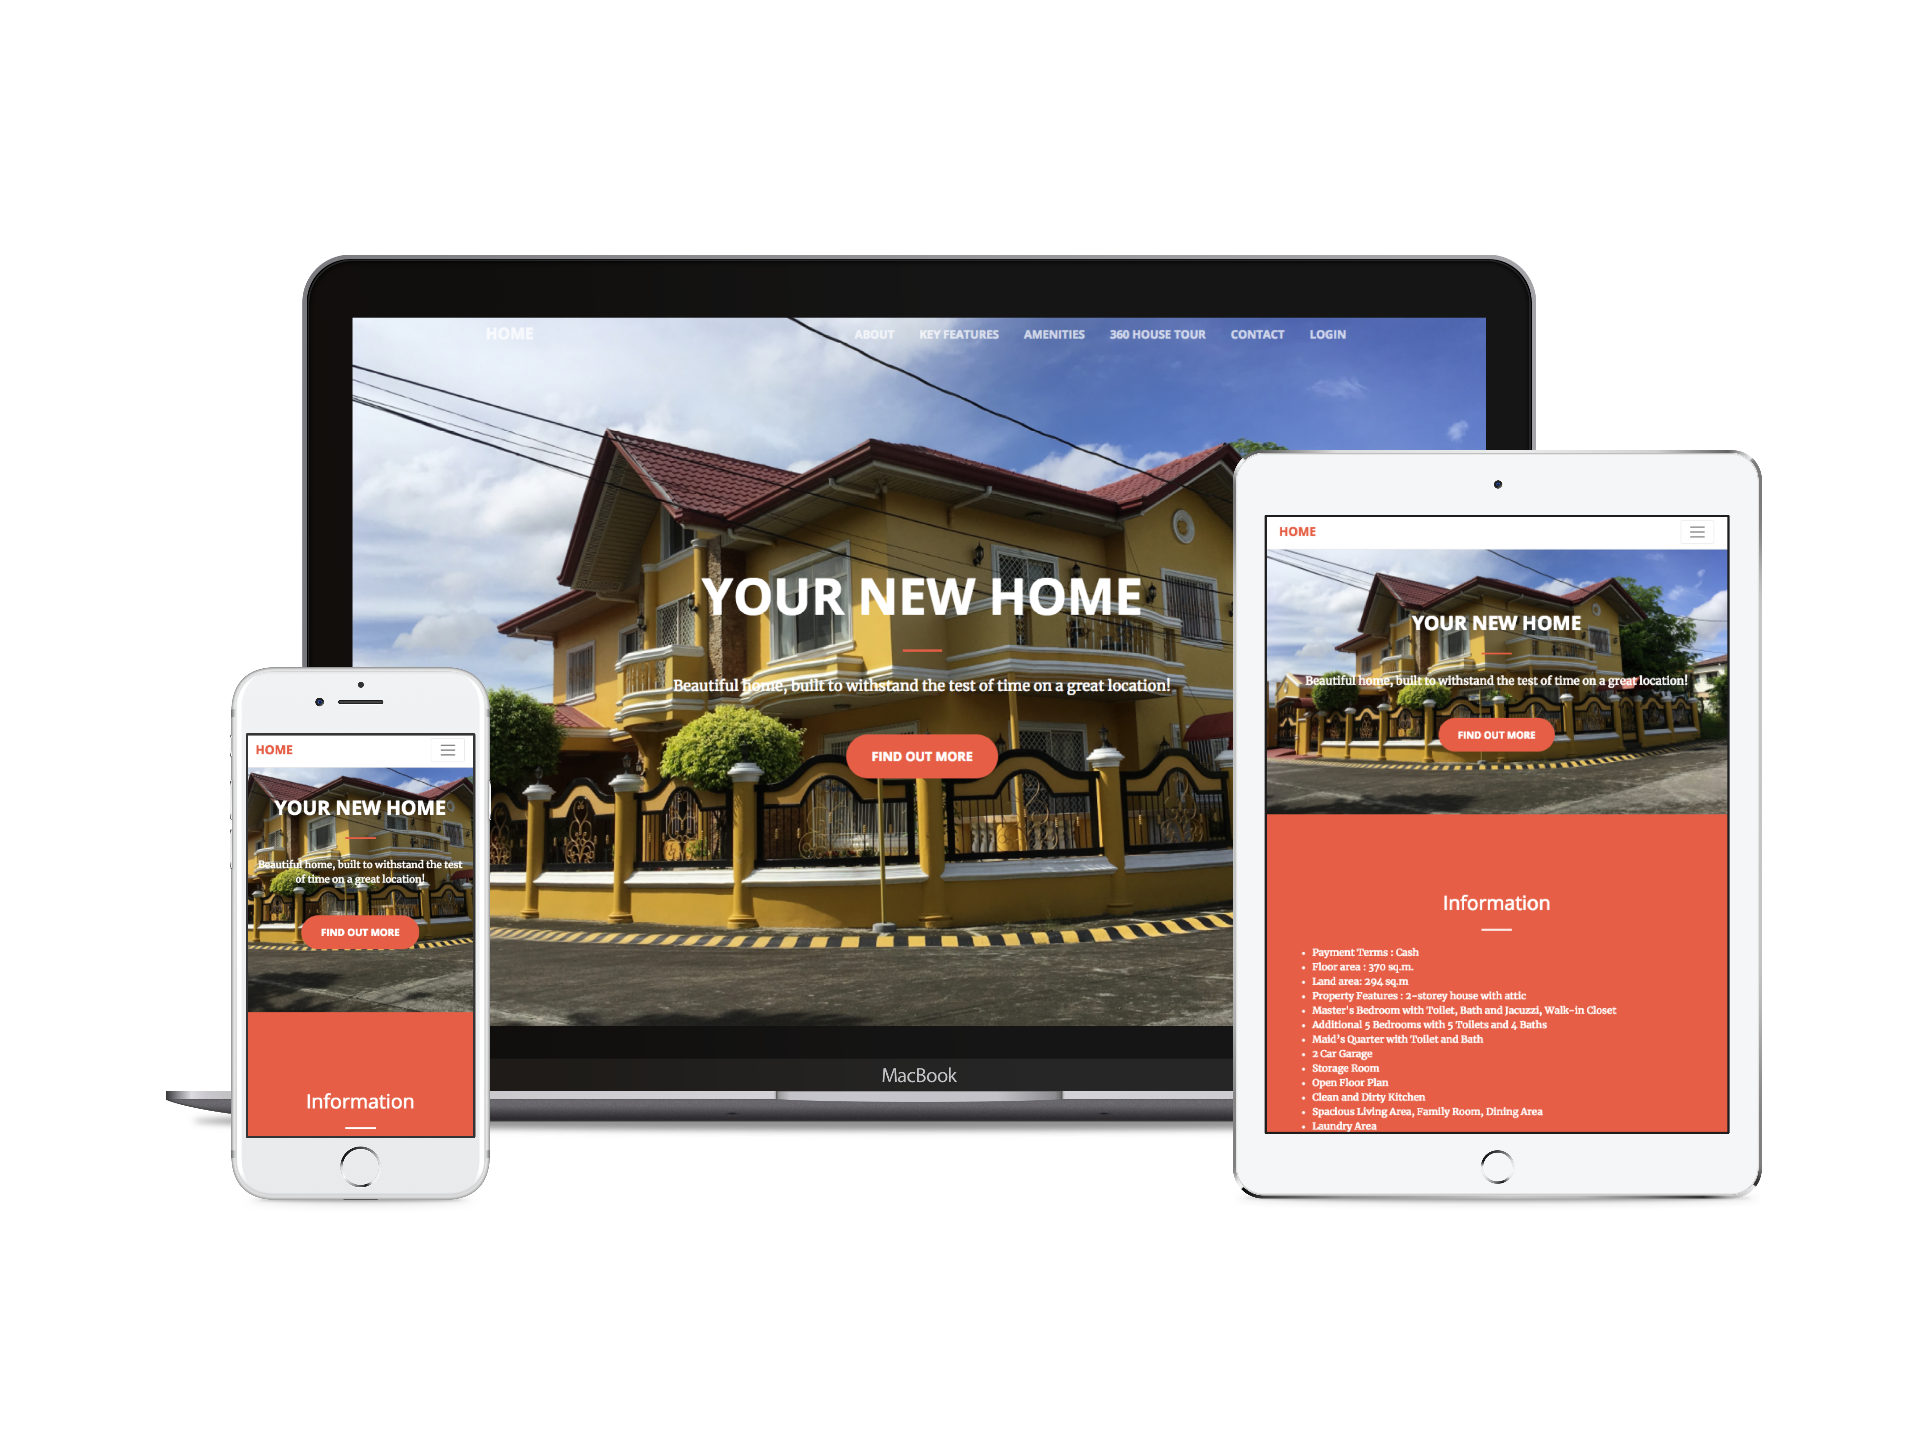 HOME
ABOUT KEY FEATURES AMENITIES 360 HOUSE TOUR CONTACT LOGIN
YOUR NEW HOME
Beautiful home, built to withstand the test of time on a great location!
FIND OUT MORE
MacBook
HOME
YOUR NEW HOME
Beautiful home, built to withstand the test
of time on a great location!
FIND OUT MORE
Information
HOME
YOUR NEW HOME
Beautiful home, built to withstand the test of time on a great location!
FIND OUT MORE
Information
• Payment Terms : Cash
• Floor area : 370 sq.m.
• Land area: 294 sq.m
• Property Features : 2-storey house with attic
• Master's Bedroom with Toilet, Bath and Jacuzzi, Walk-in Closet
• Additional 5 Bedrooms with 5 Toilets and 4 Baths
• Maid’s Quarter with Toilet and Bath
• 2 Car Garage
• Storage Room
• Open Floor Plan
• Clean and Dirty Kitchen
• Spacious Living Area, Family Room, Dining Area
• Laundry Area